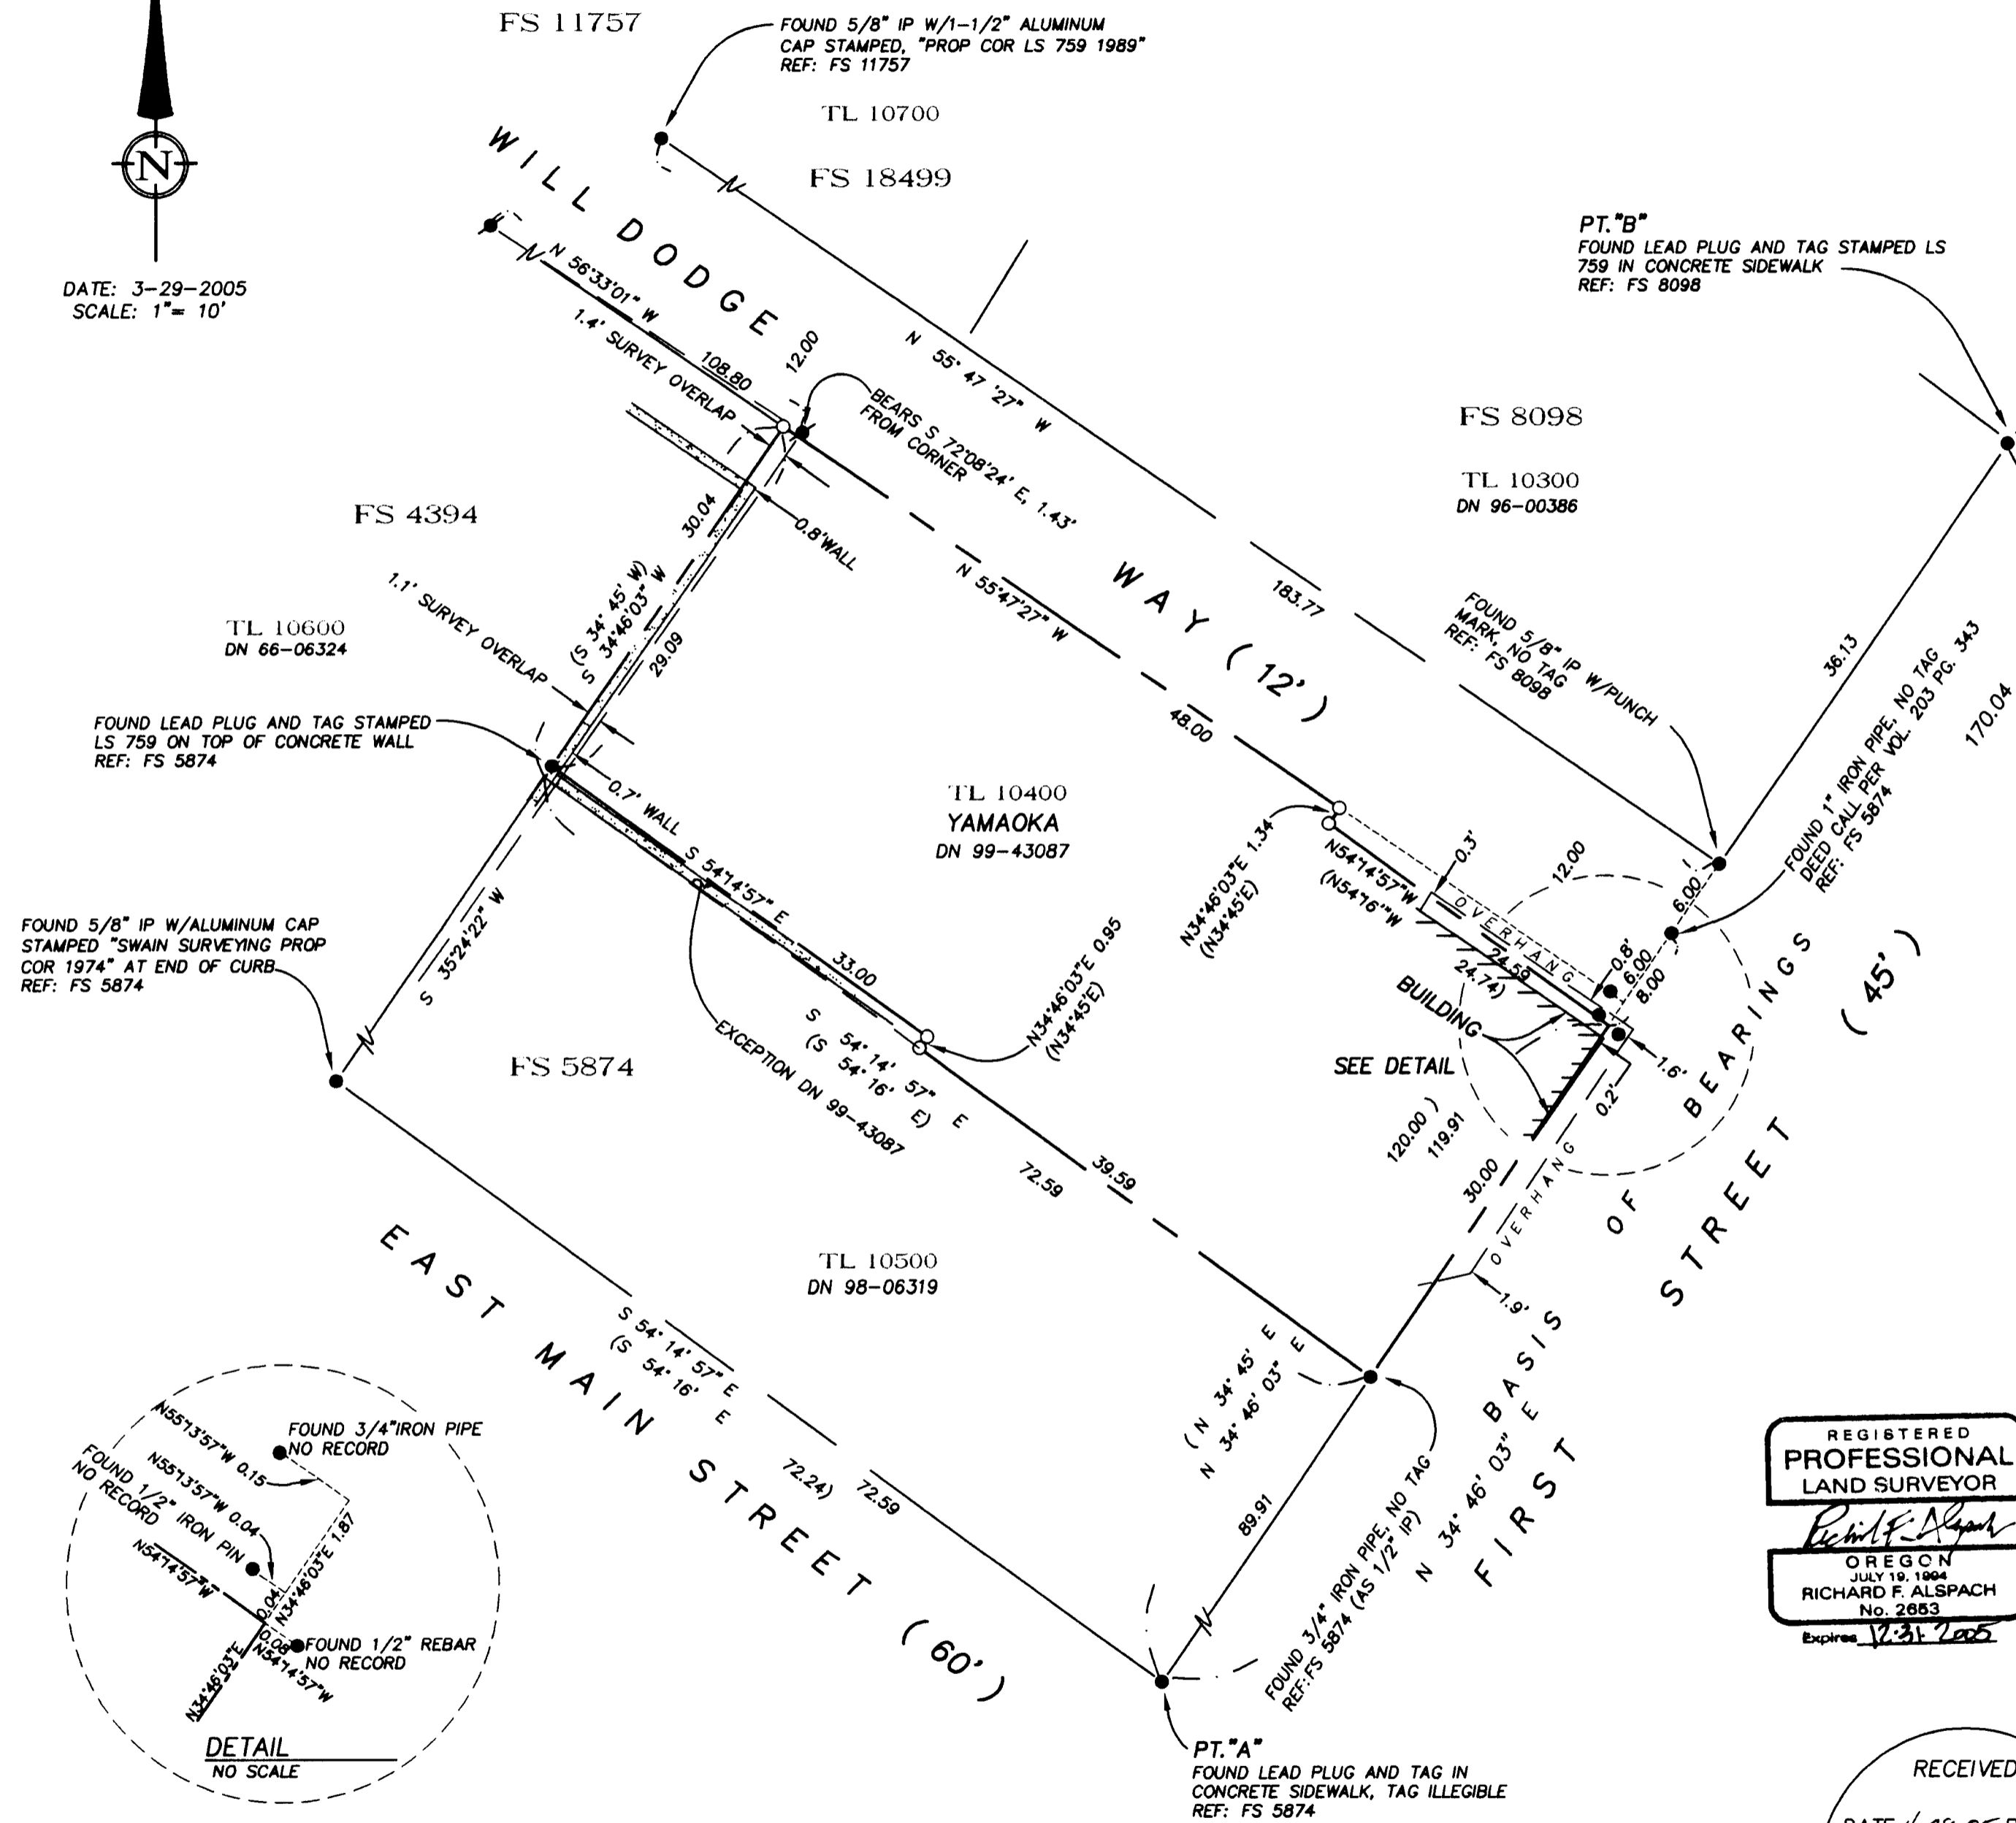 FS 11757
FOUND 5/8" IP W/1-1/2" ALUMINUM
CAP STAMPED, "PROP COR LS 759 1989"
REF: FS 11757
TL 10700
FS 18499
N
DATE: 3-29-2005
SCALE: 1"= 10'
WILL DODGE WAY (12')
PT."B"
FOUND LEAD PLUG AND TAG STAMPED LS
759 IN CONCRETE SIDEWALK
REF: FS 8098
N 56°33'01" W
108.80
1.4' SURVEY OVERLAP
12.00
BEARS S 72°08'24' E, 1.43'
FROM CORNER
N 55° 47 '27" W
183.77
FS 8098
TL 10300
DN 96-00386
FS 4394
30.04
0.8'WALL
(S 34° 45' W)
S 34°46'03" W
29.09
1.1' SURVEY OVERLAP
TL 10600
DN 66-06324
N 55°47'27" W
48.00
FOUND 5/8" IP W/PUNCH
MARK, NO TAG
REF: FS 8098
36.13
FOUND 1" IRON PIPE, NO TAG
DEED CALL PER VOL. 203 PG. 343
REF: FS 5874
170.04
FOUND LEAD PLUG AND TAG STAMPED
LS 759 ON TOP OF CONCRETE WALL
REF: FS 5874
0.7' WALL
TL 10400
YAMAOKA
DN 99-43087
N34°46'03"E 1.34
(N34°45'E)
N54°14'57"W
(N54°16'"W
24.59
24.74)
0.3'
OVERHANG
12.00
6.00
0.8'
6.00
8.00
BUILDING
SEE DETAIL
1.6'
0.2'
FOUND 5/8" IP W/ALUMINUM CAP
STAMPED "SWAIN SURVEYING PROP
COR 1974" AT END OF CURB
REF: FS 5874
S 35°24'22" W
S 54°14'57" E
33.00
N34°46'03"E 0.95
(N34°45'E)
S 54° 14' 57" E
(S 54° 16' E)
72.59
39.59
EXCEPTION DN 99-43087
FS 5874
120.00 )
119.91
30.00
OVERHANG
1.9'
TL 10500
DN 98-06319
EAST MAIN STREET (60')
S 54° 14' 57" E
(S 54° 16' E
72.24)
72.59
( N 34° 45' E
N 34° 46' 03" E
89.91
FOUND 3/4" IRON PIPE, NO TAG
REF:FS 5874 (AS 1/2" IP)
N 34° 46' 03" E
BASIS OF BEARINGS
FIRST STREET (45')
PT."A"
FOUND LEAD PLUG AND TAG IN
CONCRETE SIDEWALK, TAG ILLEGIBLE
REF: FS 5874
N55°13'57"W 0.15
FOUND 3/4"IRON PIPE
NO RECORD
N55°13'57"W 0.04
FOUND 1/2" IRON PIN
NO RECORD
N54°14'57"W
0.04
N34°46'03"E 1.87
0.08
FOUND 1/2" REBAR
NO RECORD
N54°14'57"W
N34°46'03"E
DETAIL
NO SCALE
REGISTERED
PROFESSIONAL
LAND SURVEYOR
Richard F. Alspach
OREGON
JULY 19, 1994
RICHARD F. ALSPACH
No. 2653
Expires 12-31-2005
RECEIVED
DATE